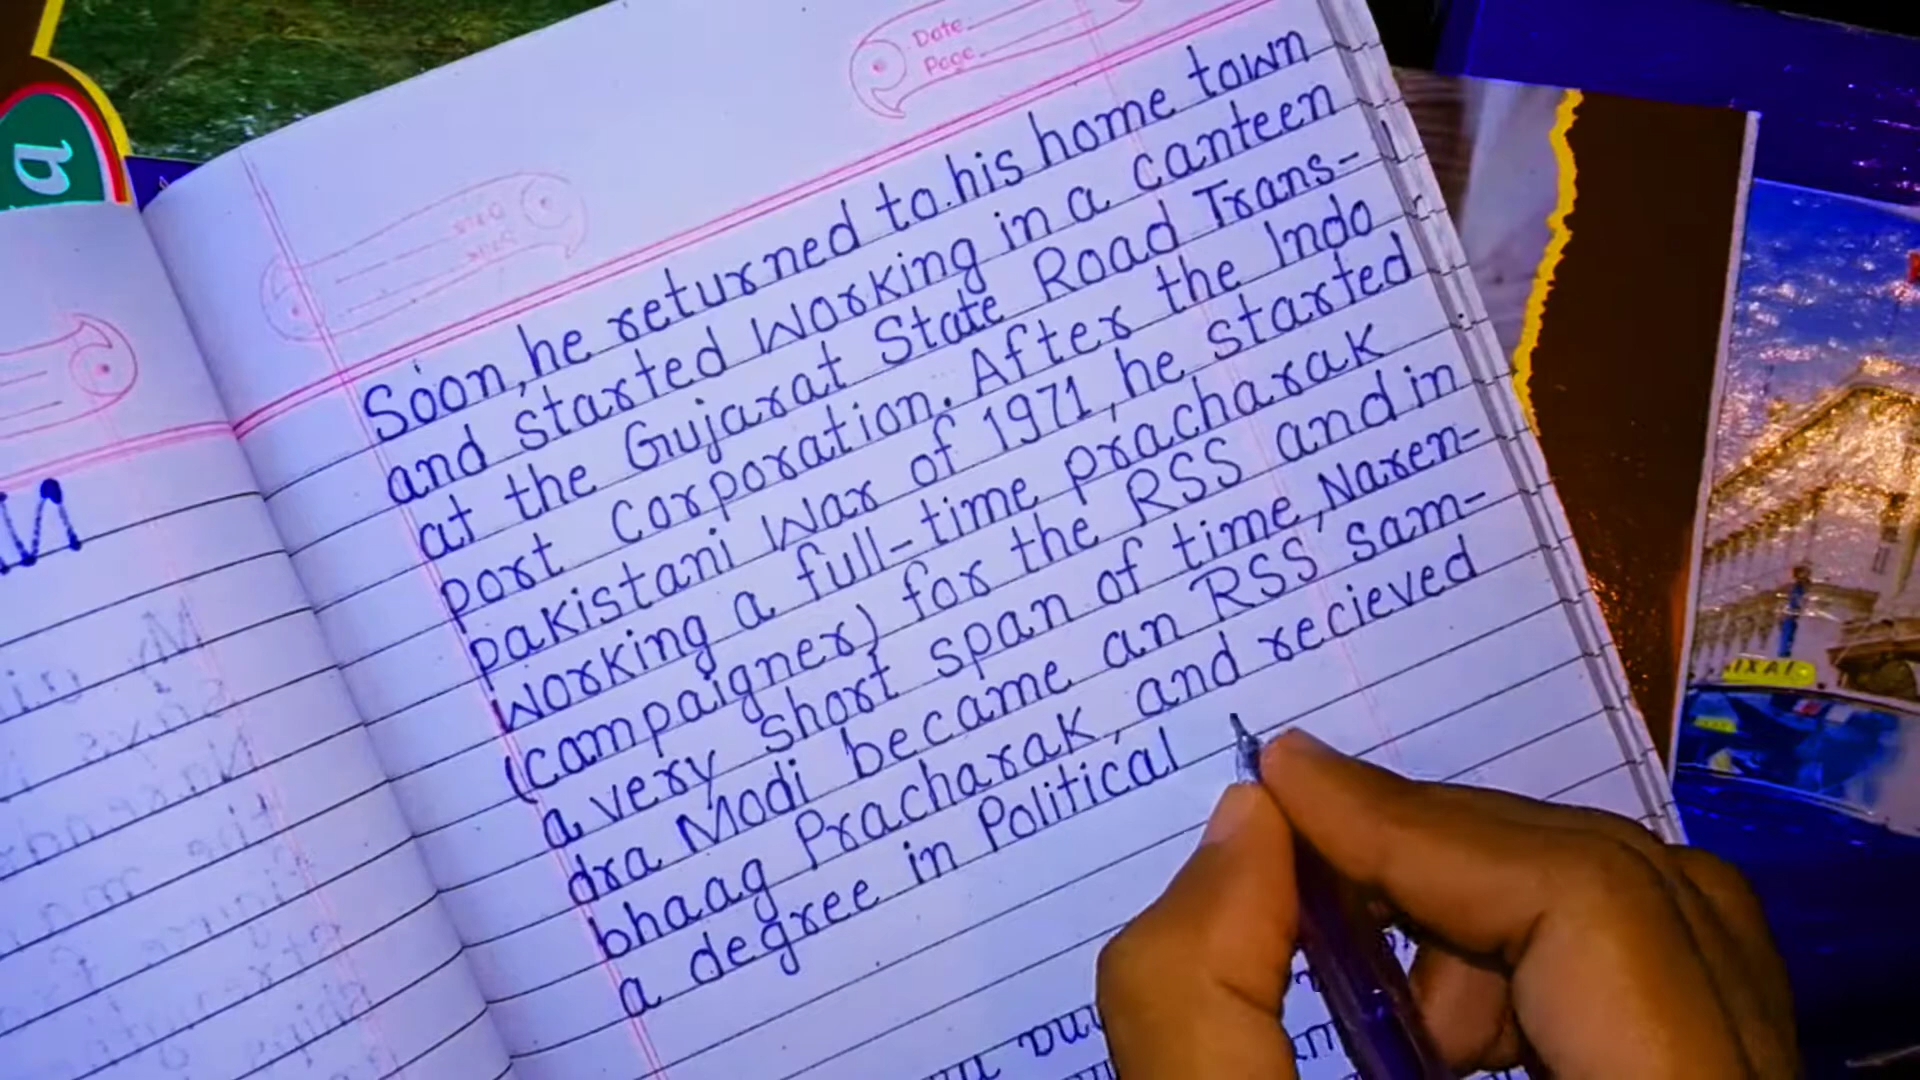 Date
Page
Soon, he returned to his home town
and started working in a canteen
at the Gujarat State Road Trans-
port Corporation. After the Indo
pakistani War of 1971, he started
working a full-time pracharak
(campaigner) for the RSS and in
a very short span of time, Naren-
dra Modi became an RSS sam-
bhaag Pracharak, and recieved
a degree in Political